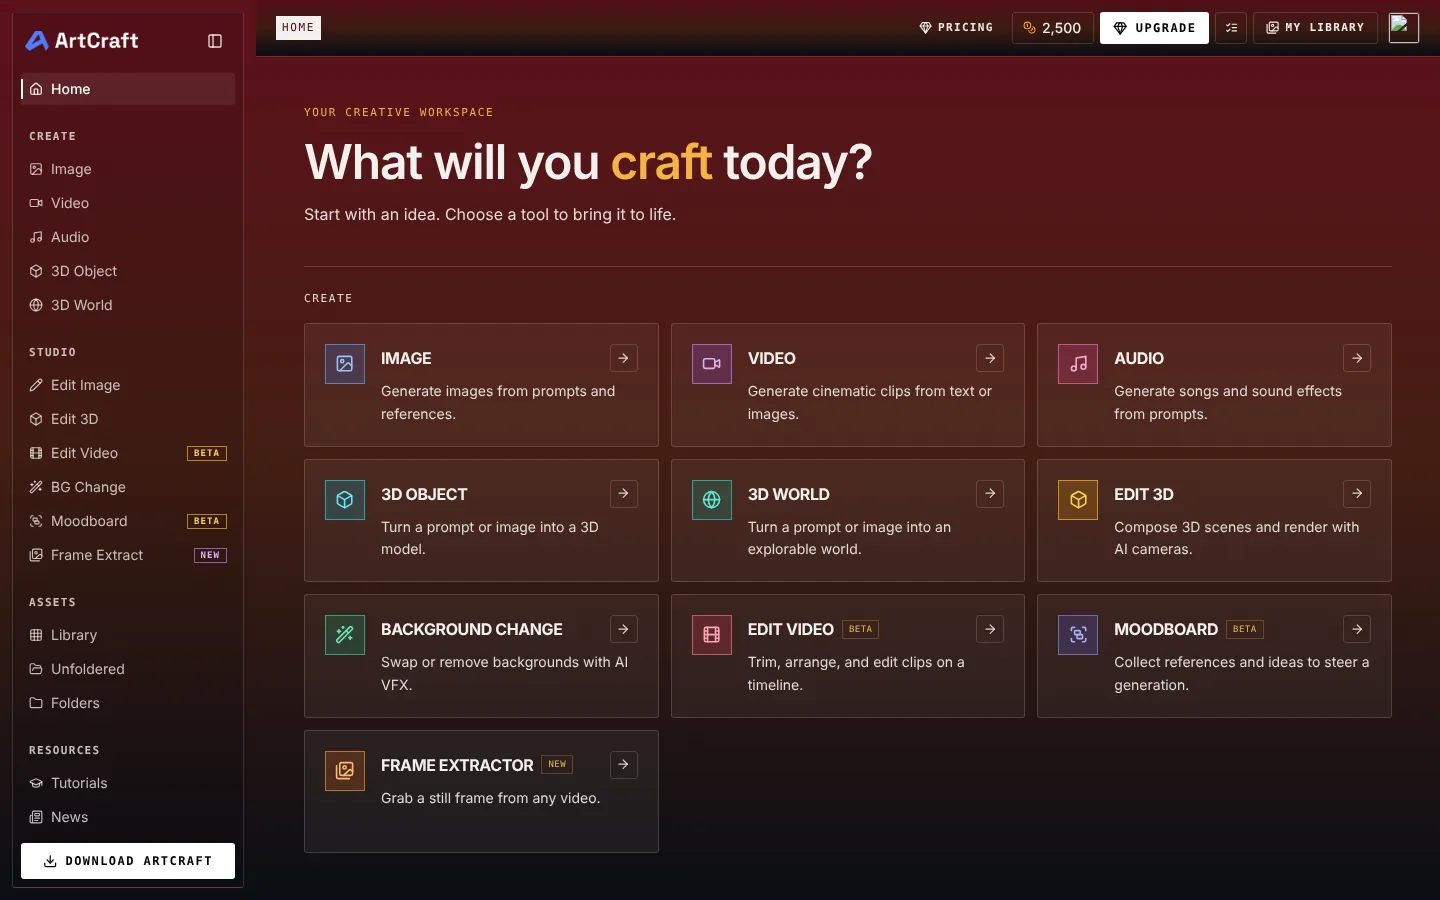 ArtCraft
Home
CREATE
Image
Video
Audio
3D Object
3D World
STUDIO
Edit Image
Edit 3D
Edit Video BETA
BG Change
Moodboard BETA
Frame Extract NEW
ASSETS
Library
Unfoldered
Folders
RESOURCES
Tutorials
News
DOWNLOAD ARTCRAFT
HOME
PRICING
2,500
UPGRADE
MY LIBRARY
YOUR CREATIVE WORKSPACE
What will you craft today?
Start with an idea. Choose a tool to bring it to life.
CREATE
IMAGE
Generate images from prompts and
references.
VIDEO
Generate cinematic clips from text or
images.
AUDIO
Generate songs and sound effects
from prompts.
3D OBJECT
Turn a prompt or image into a 3D
model.
3D WORLD
Turn a prompt or image into an
explorable world.
EDIT 3D
Compose 3D scenes and render with
AI cameras.
BACKGROUND CHANGE
Swap or remove backgrounds with AI
VFX.
EDIT VIDEO BETA
Trim, arrange, and edit clips on a
timeline.
MOODBOARD BETA
Collect references and ideas to steer a
generation.
FRAME EXTRACTOR NEW
Grab a still frame from any video.